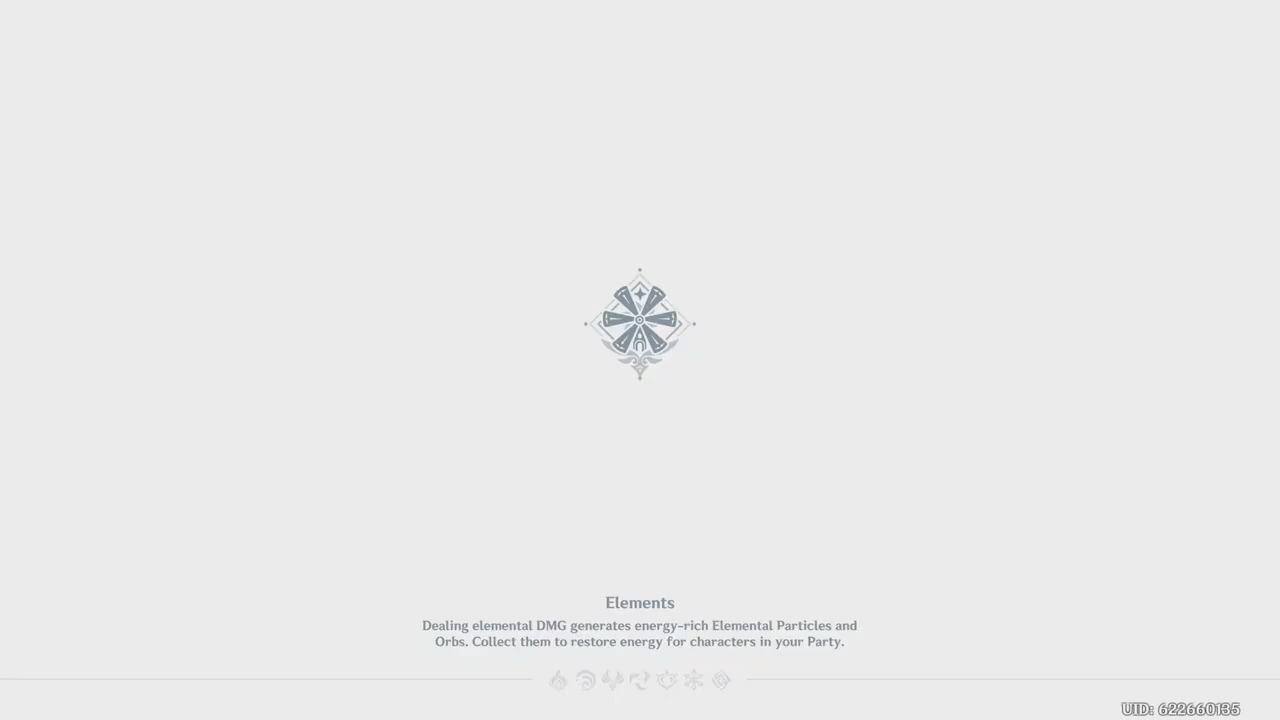 Elements
Dealing elemental DMG generates energy-rich Elemental Particles and
Orbs. Collect them to restore energy for characters in your Party.
UID: 622660135